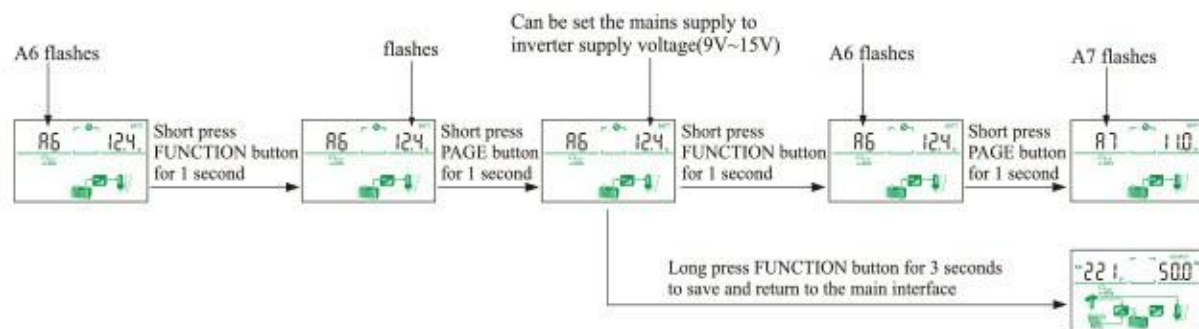 Can be set the mains supply to
inverter supply voltage(9V~15V)
A6 flashes
flashes
A6 flashes
A7 flashes
A6 12.4
Short press
FUNCTION button
for 1 second
A6 12.4
Short press
PAGE button
for 1 second
A6 12.4
Short press
FUNCTION button
for 1 second
A6 12.4
Short press
PAGE button
for 1 second
A7 11.0
Long press FUNCTION button for 3 seconds
to save and return to the main interface
221 50.0